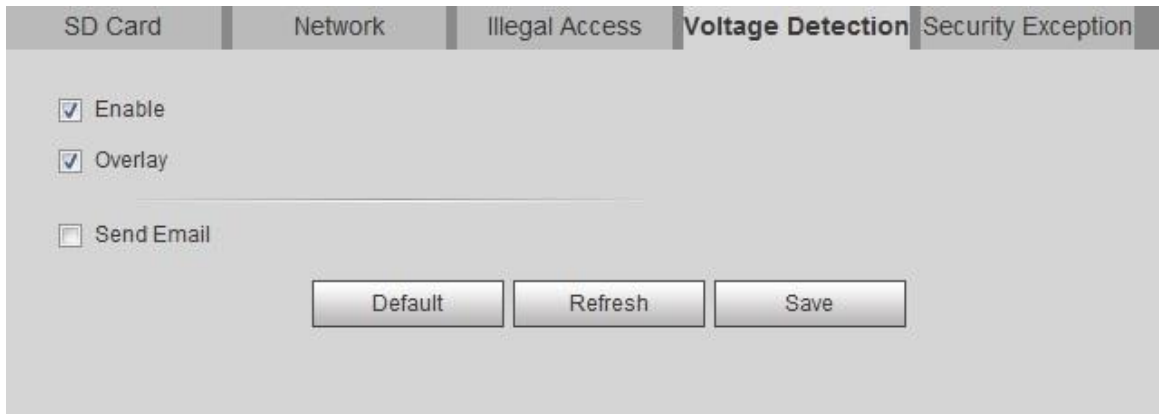 SD Card Network Illegal Access Voltage Detection Security Exception
Enable
Overlay
Send Email
Default Refresh Save